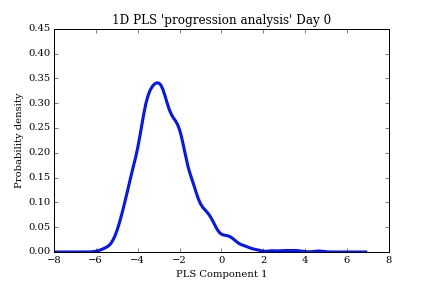 1D PLS 'progression analysis' Day 0
0.45
0.40
0.35
0.30
0.25
0.20
0.15
0.10
0.05
0.00
Probability density
−8 −6 −4 −2 0 2 4 6 8
PLS Component 1